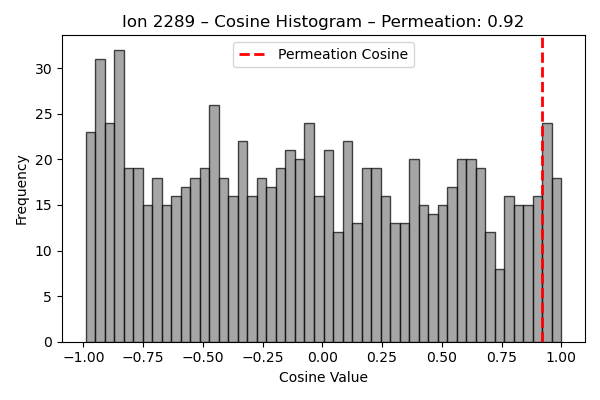 Ion 2289 – Cosine Histogram – Permeation: 0.92
Permeation Cosine
Frequency
30
25
20
15
10
5
0
−1.00 −0.75 −0.50 −0.25 0.00 0.25 0.50 0.75 1.00
Cosine Value